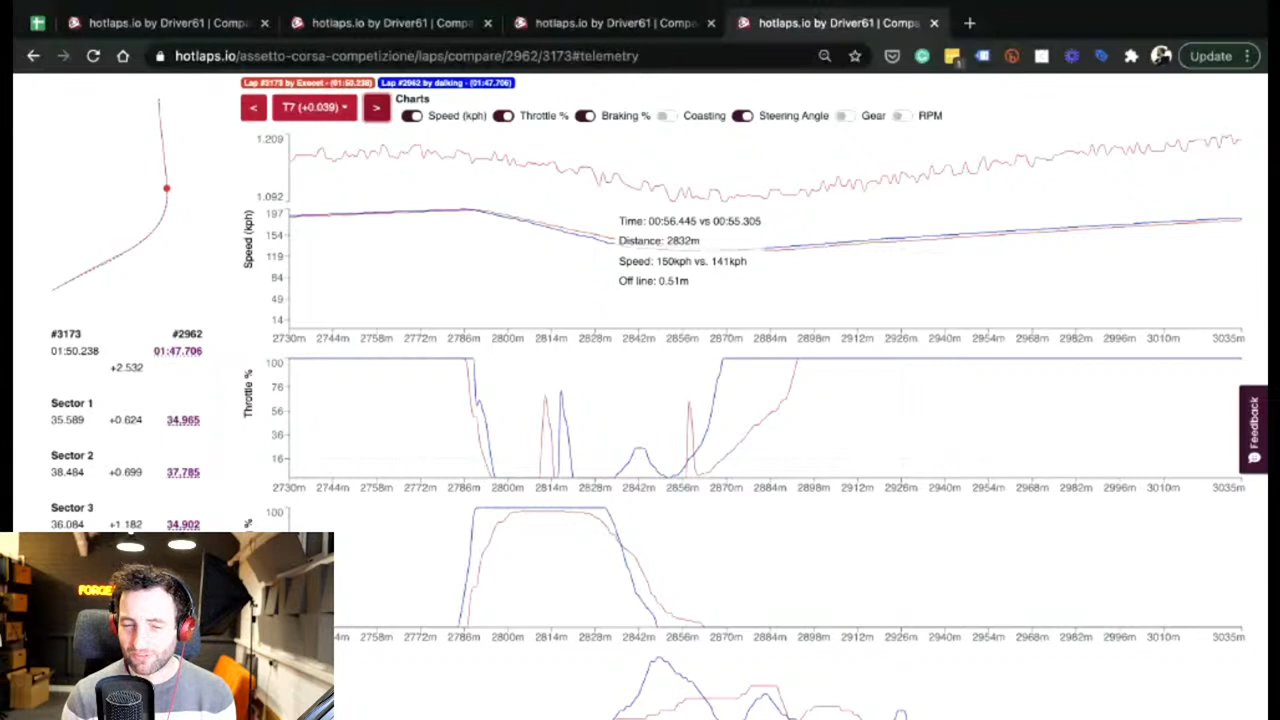 hotlaps.io by Driver61 | Compa hotlaps.io by Driver61 | Compa hotlaps.io by Driver61 | Compa hotlaps.io by Driver61 | Compa
hotlaps.io/assetto-corsa-competizione/laps/compare/2962/3173#telemetry Update
Lap #3173 by Exocet - (01:50.238) Lap #2962 by dalking - (01:47.706)
< T7 (+0.039) > Charts
Speed (kph) Throttle % Braking % Coasting Steering Angle Gear RPM
1.209
1.092
Speed (kph)
197
154
119
84
49
14
Time: 00:56.445 vs 00:55.305
Distance: 2832m
Speed: 150kph vs. 141kph
Off line: 0.51m
2730m 2744m 2758m 2772m 2786m 2800m 2814m 2828m 2842m 2856m 2870m 2884m 2898m 2912m 2926m 2940m 2954m 2968m 2982m 2996m 3010m 3035m
#3173 #2962
01:50.238 01:47.706
+2.532
Sector 1
35.589 +0.624 34.965
Sector 2
38.484 +0.699 37.785
Sector 3
36.084 +1.182 34.902
Throttle %
100
76
56
36
16
2730m 2744m 2758m 2772m 2786m 2800m 2814m 2828m 2842m 2856m 2870m 2884m 2898m 2912m 2926m 2940m 2954m 2968m 2982m 2996m 3010m 3035m
Feedback
%
100
2758m 2772m 2786m 2800m 2814m 2828m 2842m 2856m 2870m 2884m 2898m 2912m 2926m 2940m 2954m 2968m 2982m 2996m 3010m 3035m
FORGE